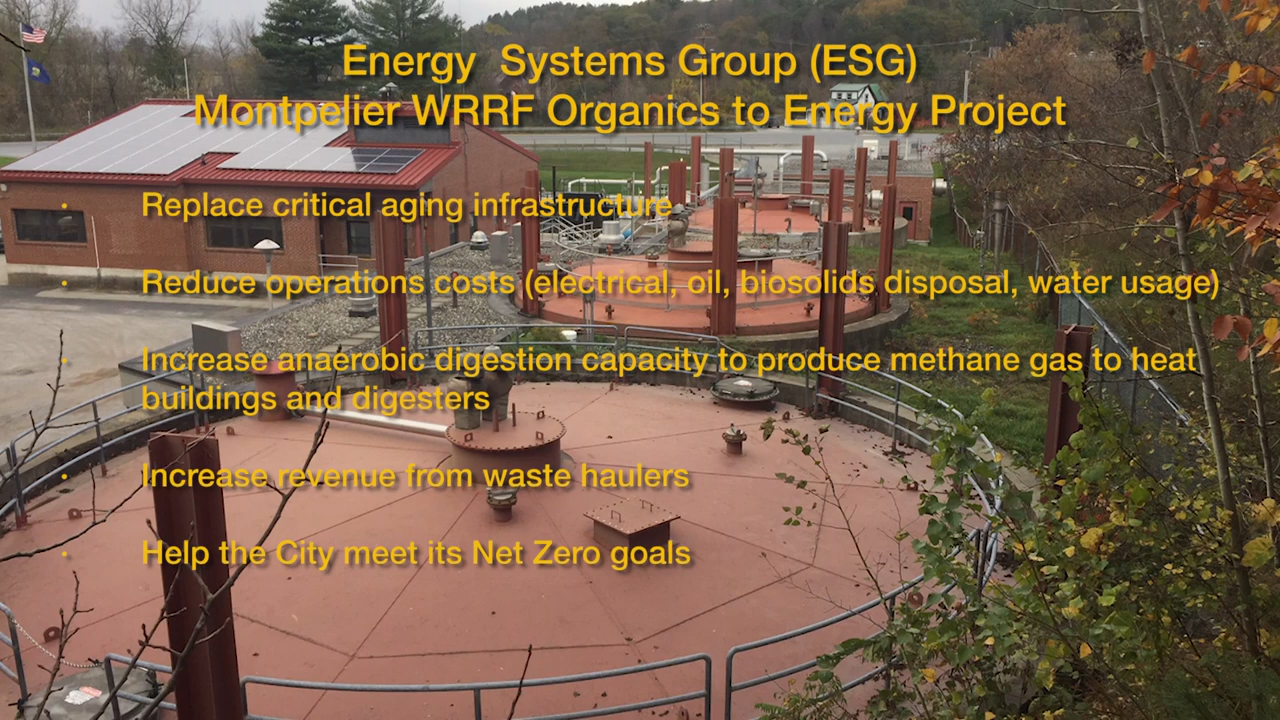 Energy Systems Group (ESG)
Montpelier WRRF Organics to Energy Project
• Replace critical aging infrastructure
• Reduce operations costs (electrical, oil, biosolids disposal, water usage)
• Increase anaerobic digestion capacity to produce methane gas to heat
buildings and digesters
• Increase revenue from waste haulers
• Help the City meet its Net Zero goals